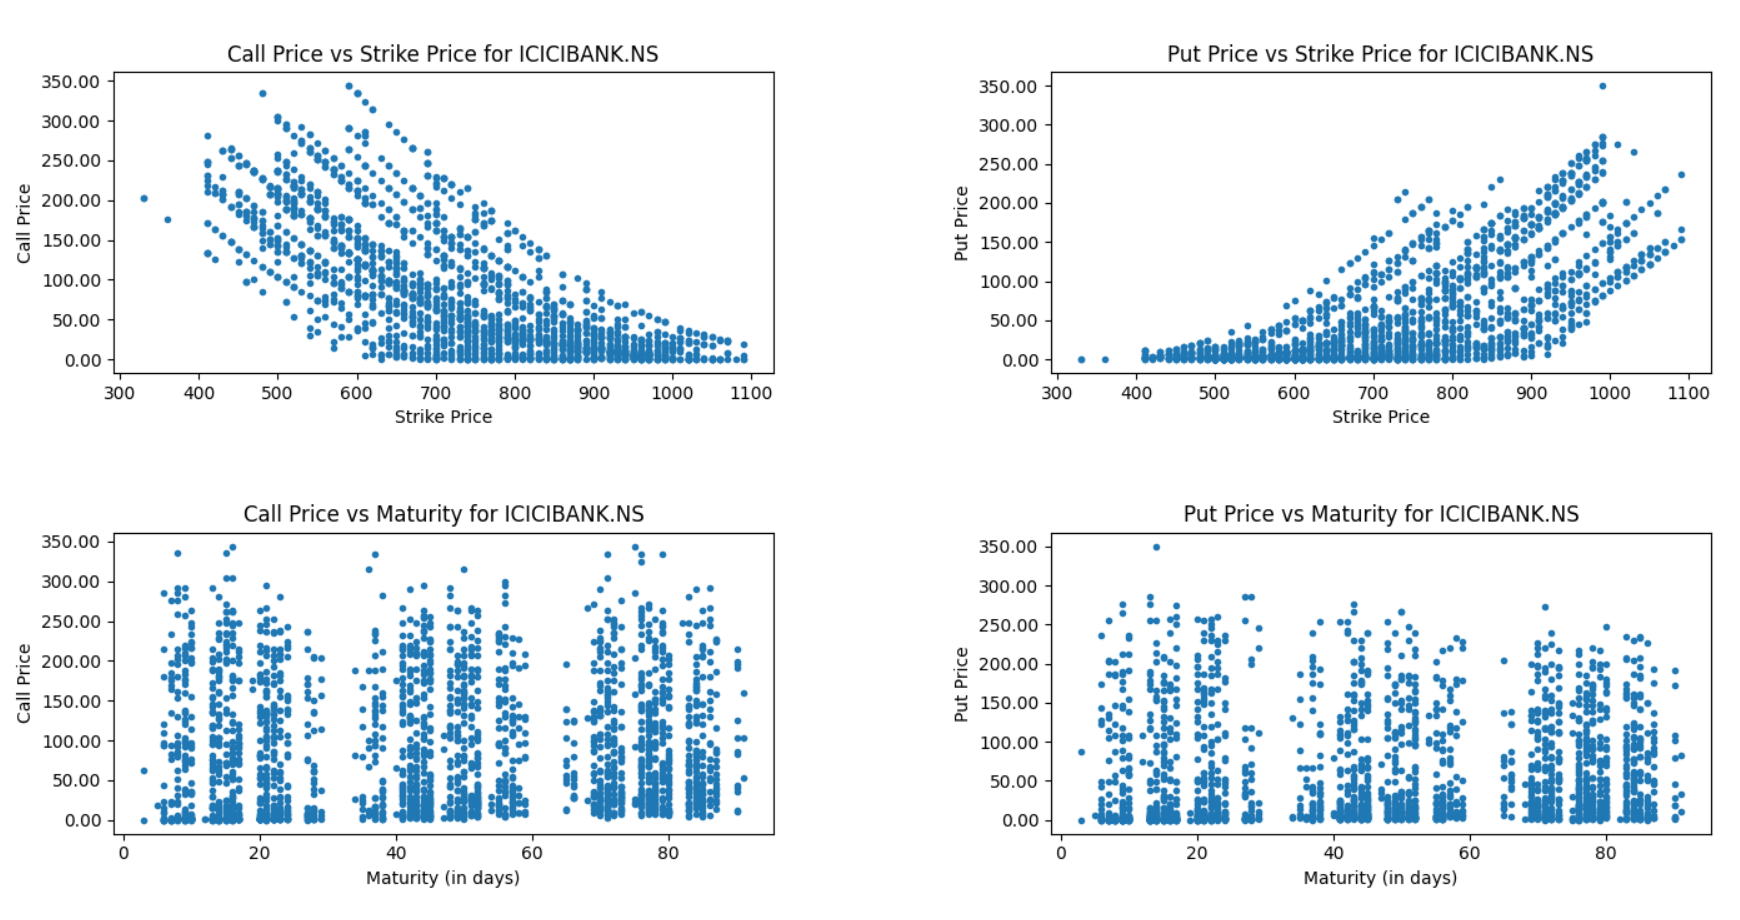 Call Price vs Strike Price for ICICIBANK.NS
350.00
300.00
250.00
200.00
150.00
100.00
50.00
0.00
Call Price
300 400 500 600 700 800 900 1000 1100
Strike Price
Put Price vs Strike Price for ICICIBANK.NS
350.00
300.00
250.00
200.00
150.00
100.00
50.00
0.00
Put Price
300 400 500 600 700 800 900 1000 1100
Strike Price
Call Price vs Maturity for ICICIBANK.NS
350.00
300.00
250.00
200.00
150.00
100.00
50.00
0.00
Call Price
0 20 40 60 80
Maturity (in days)
Put Price vs Maturity for ICICIBANK.NS
350.00
300.00
250.00
200.00
150.00
100.00
50.00
0.00
Put Price
0 20 40 60 80
Maturity (in days)